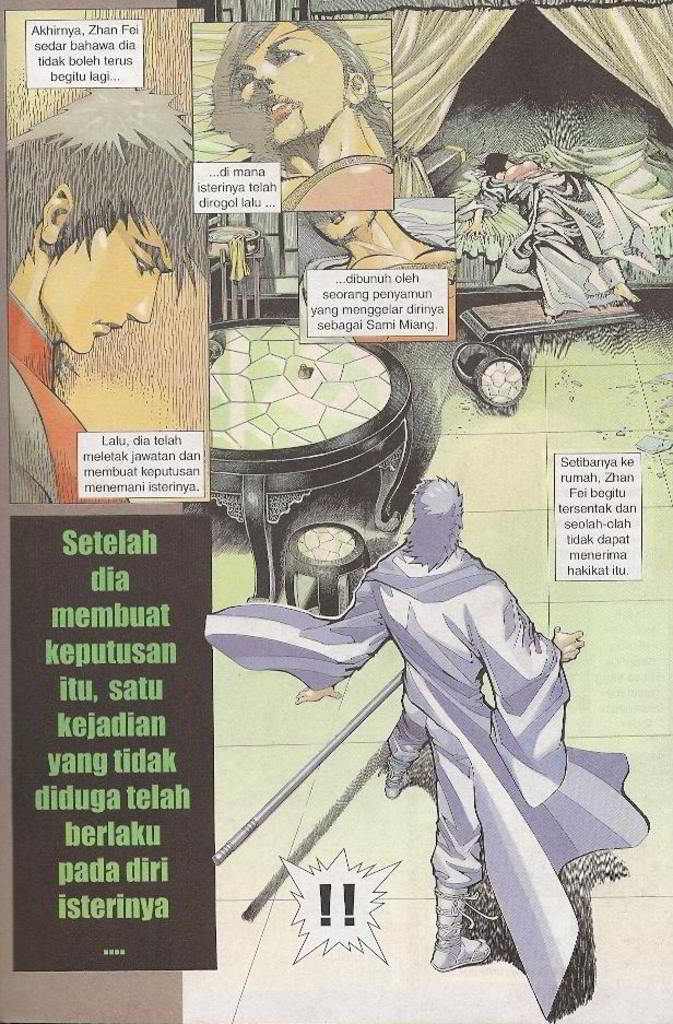 Akhirnya, Zhan Fei
sedar bahawa dia
tidak boleh terus
begitu lagi...
Lalu, dia telah
meletak jawatan dan
membuat keputusan
menemani isterinya.
Setelah
dia
membuat
keputusan
itu, satu
kejadian
yang tidak
diduga telah
berlaku
pada diri
isterinya
....
Setibanya ke
rumah, Zhan
Fei begitu
tersentak dan
seolah-olah
tidak dapat
menerima
hakikat itu.
!!
...di mana
isterinya telah
dirogol lalu ...
...dibunuh oleh
seorang penyamun
yang menggelar dirinya
sebagai Sami Miang.